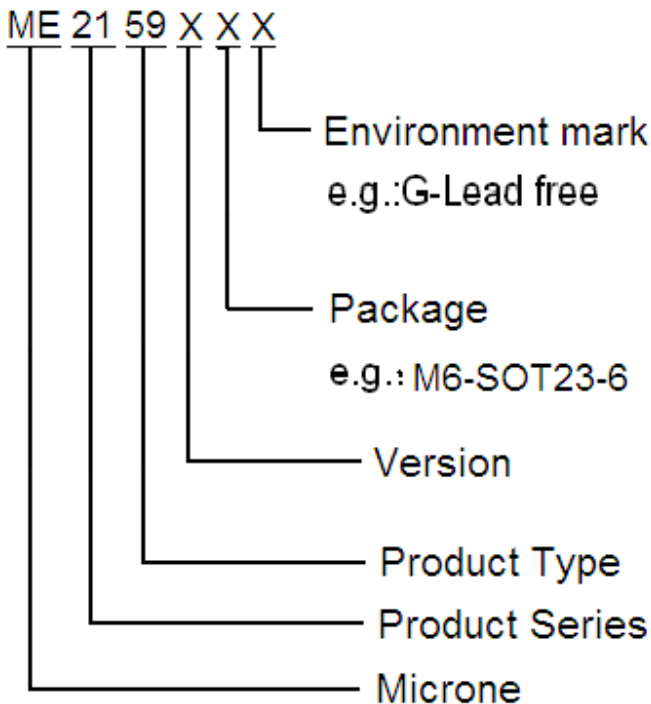 ME 21 59 X X X
Environment mark
e.g.:G-Lead free
Package
e.g.: M6-SOT23-6
Version
Product Type
Product Series
Microne